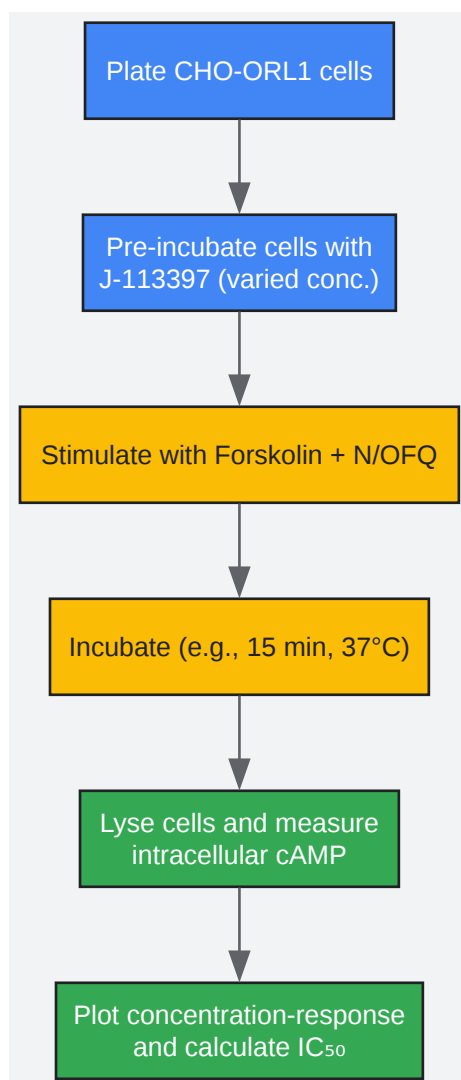 Plate CHO-ORL1 cells
Pre-incubate cells with
J-113397 (varied conc.)
Stimulate with Forskolin + N/OFQ
Incubate (e.g., 15 min, 37°C)
Lyse cells and measure
intracellular cAMP
Plot concentration-response
and calculate IC₅₀